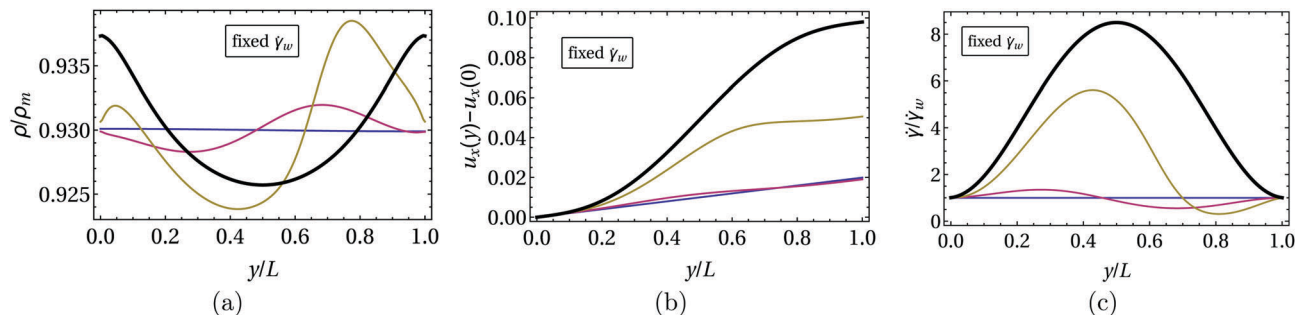 fixed γ̇_w
ρ/ρ_m
0.935
0.930
0.925
0.0 0.2 0.4 0.6 0.8 1.0
y/L
(a)
fixed γ̇_w
u_x(y)−u_x(0)
0.10
0.08
0.06
0.04
0.02
0.00
0.0 0.2 0.4 0.6 0.8 1.0
y/L
(b)
fixed γ̇_w
γ̇/γ̇_w
8
6
4
2
0
0.0 0.2 0.4 0.6 0.8 1.0
y/L
(c)